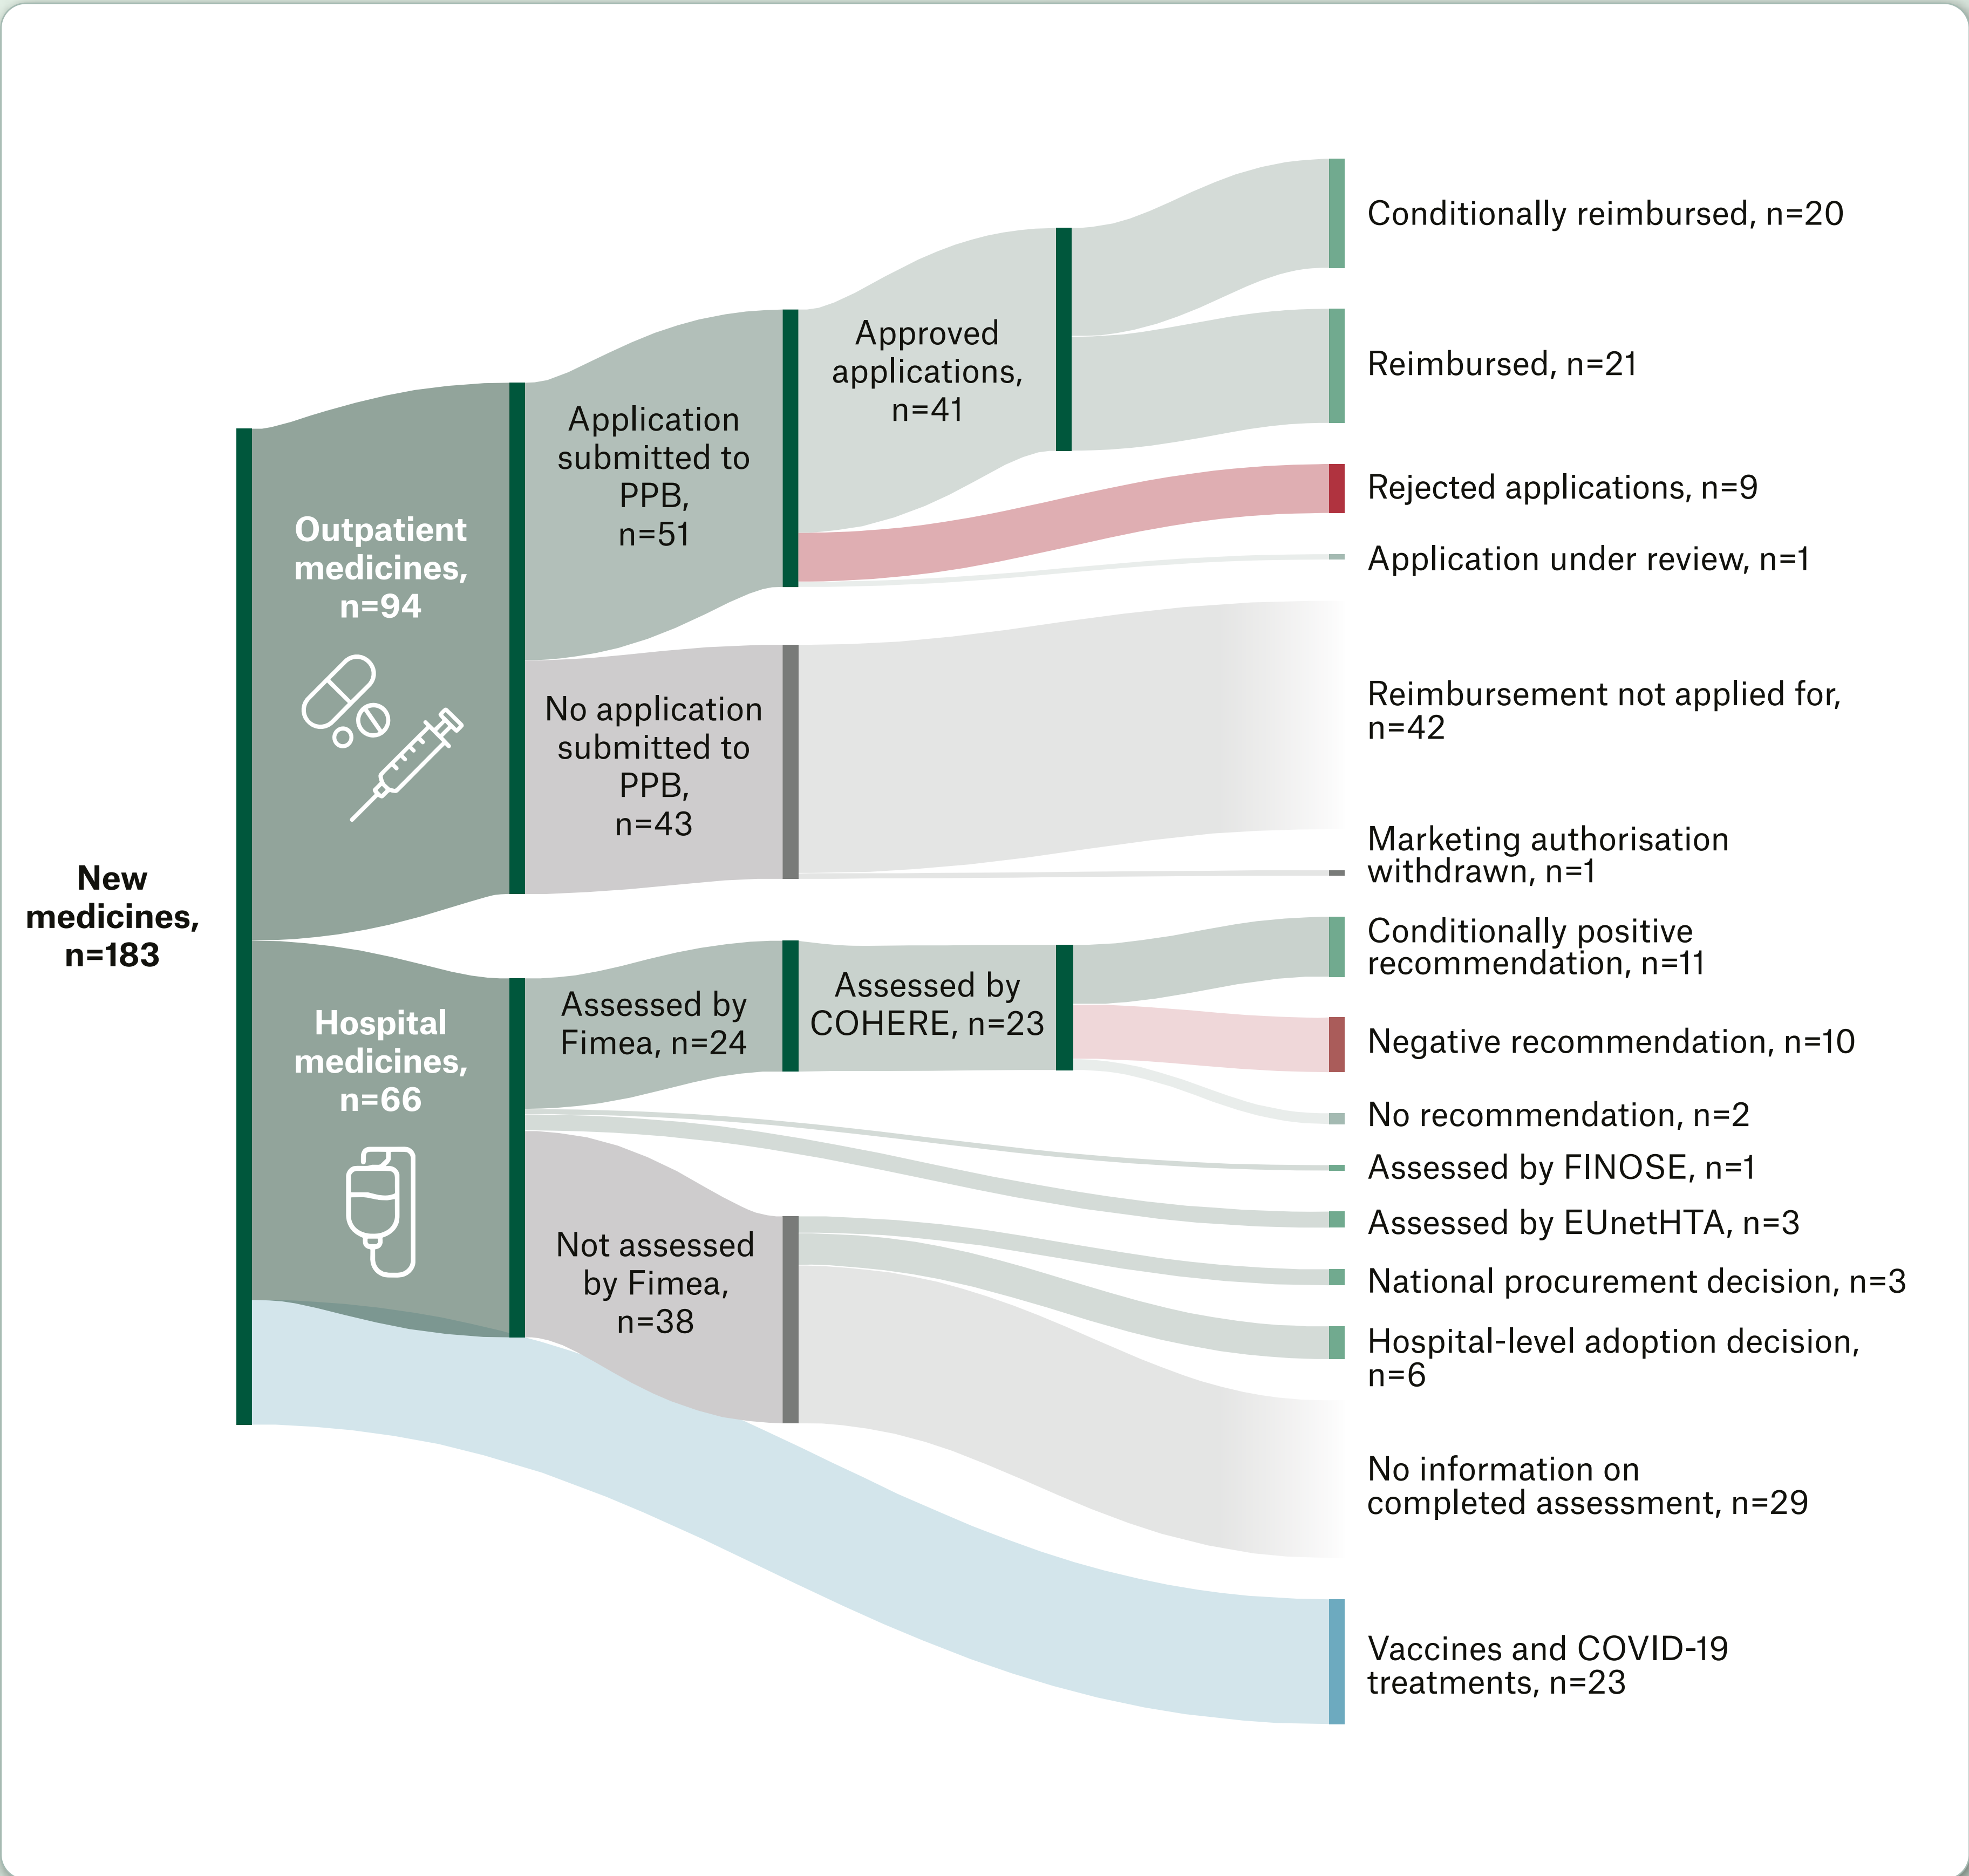 New
medicines,
n=183
Outpatient
medicines,
n=94
Hospital
medicines,
n=66
Application
submitted to
PPB,
n=51
No application
submitted to
PPB,
n=43
Assessed by
Fimea, n=24
Not assessed
by Fimea,
n=38
Approved
applications,
n=41
Assessed by
COHERE, n=23
Conditionally reimbursed, n=20
Reimbursed, n=21
Rejected applications, n=9
Application under review, n=1
Reimbursement not applied for,
n=42
Marketing authorisation
withdrawn, n=1
Conditionally positive
recommendation, n=11
Negative recommendation, n=10
No recommendation, n=2
Assessed by FINOSE, n=1
Assessed by EUnetHTA, n=3
National procurement decision, n=3
Hospital-level adoption decision,
n=6
No information on
completed assessment, n=29
Vaccines and COVID-19
treatments, n=23